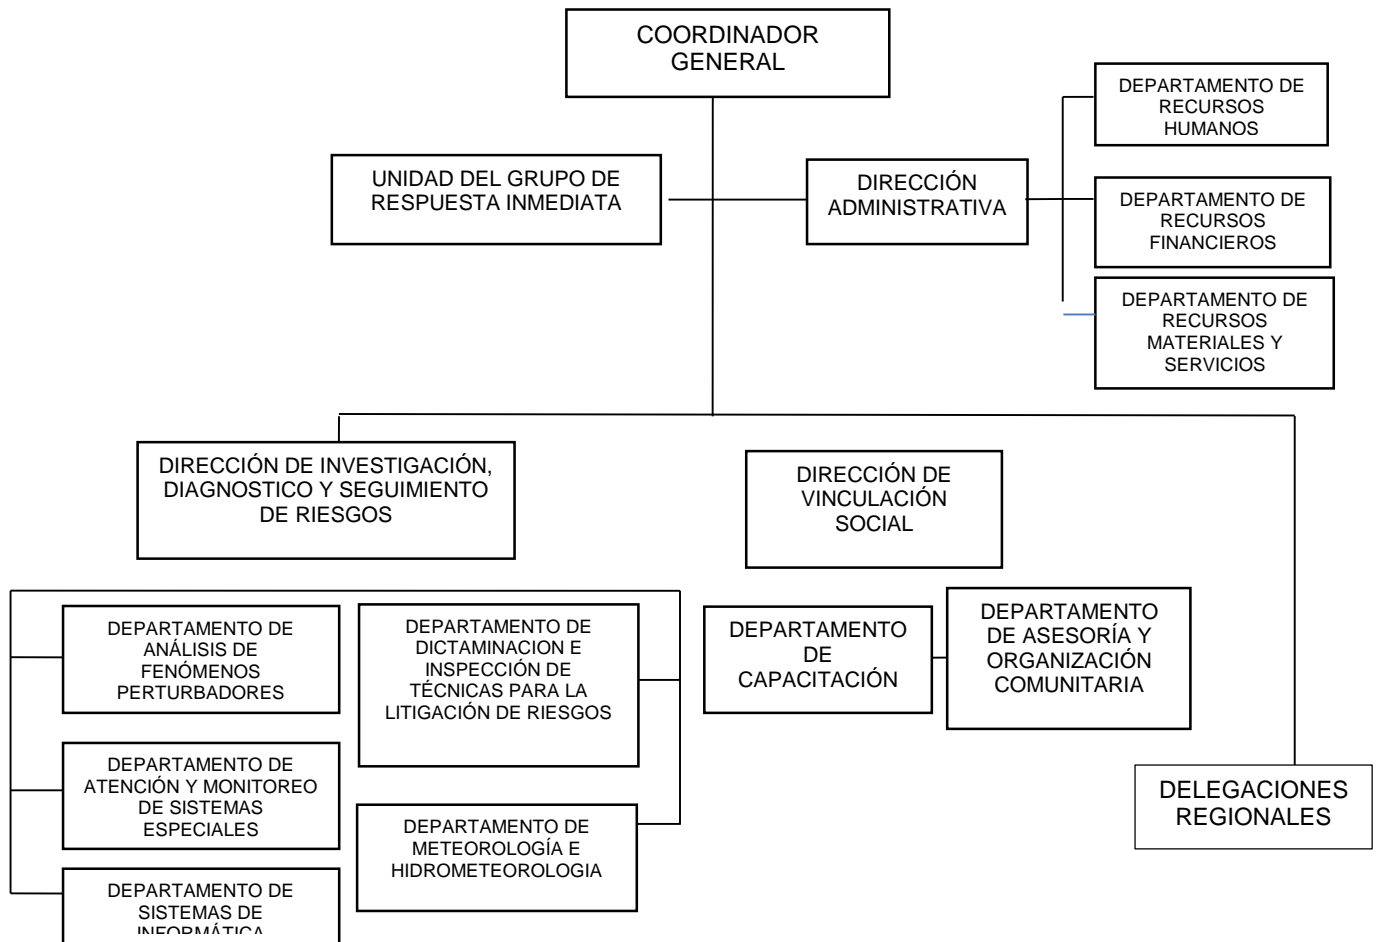 COORDINADOR
GENERAL
DEPARTAMENTO DE
RECURSOS
HUMANOS
UNIDAD DEL GRUPO DE
RESPUESTA INMEDIATA
DIRECCIÓN
ADMINISTRATIVA
DEPARTAMENTO DE
RECURSOS
FINANCIEROS
DEPARTAMENTO DE
RECURSOS
MATERIALES Y
SERVICIOS
DIRECCIÓN DE INVESTIGACIÓN,
DIAGNOSTICO Y SEGUIMIENTO
DE RIESGOS
DIRECCIÓN DE
VINCULACIÓN
SOCIAL
DEPARTAMENTO DE
ANÁLISIS DE
FENÓMENOS
PERTURBADORES
DEPARTAMENTO DE
DICTAMINACION E
INSPECCIÓN DE
TÉCNICAS PARA LA
LITIGACIÓN DE RIESGOS
DEPARTAMENTO
DE
CAPACITACIÓN
DEPARTAMENTO
DE ASESORÍA Y
ORGANIZACIÓN
COMUNITARIA
DEPARTAMENTO DE
ATENCIÓN Y MONITOREO
DE SISTEMAS
ESPECIALES
DEPARTAMENTO DE
METEOROLOGÍA E
HIDROMETEOROLOGIA
DELEGACIONES
REGIONALES
DEPARTAMENTO DE
SISTEMAS DE
INFORMÁTICA